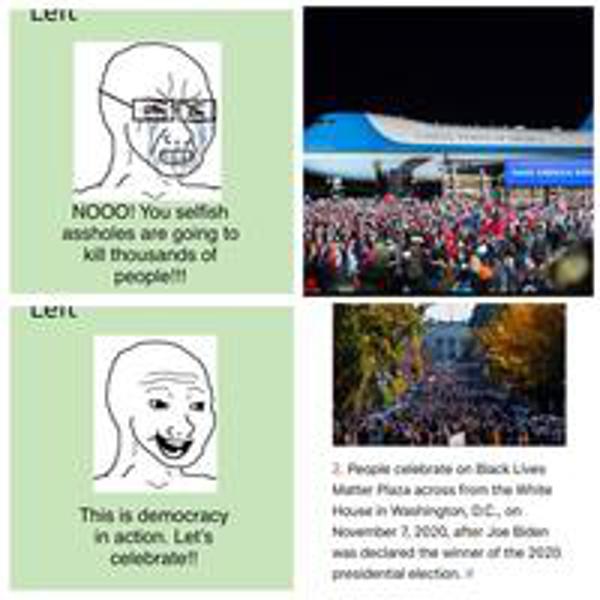 Left
NOOO! You selfish
assholes are going to
kill thousands of
people!!!
Left
This is democracy
in action. Let's
celebrate!!
2. People celebrate on Black Lives
Matter Plaza across from the White
House in Washington, D.C., on
November 7, 2020, after Joe Biden
was declared the winner of the 2020
presidential election.